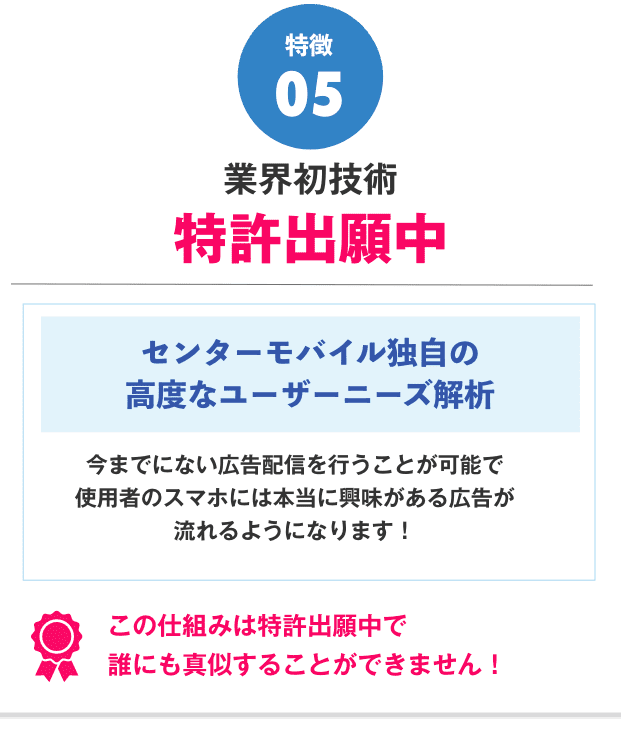 特徴
05
業界初技術
特許出願中
センターモバイル独自の
高度なユーザーニーズ解析
今までにない広告配信を行うことが可能で
使用者のスマホには本当に興味がある広告が
流れるようになります！
この仕組みは特許出願中で
誰にも真似することができません！